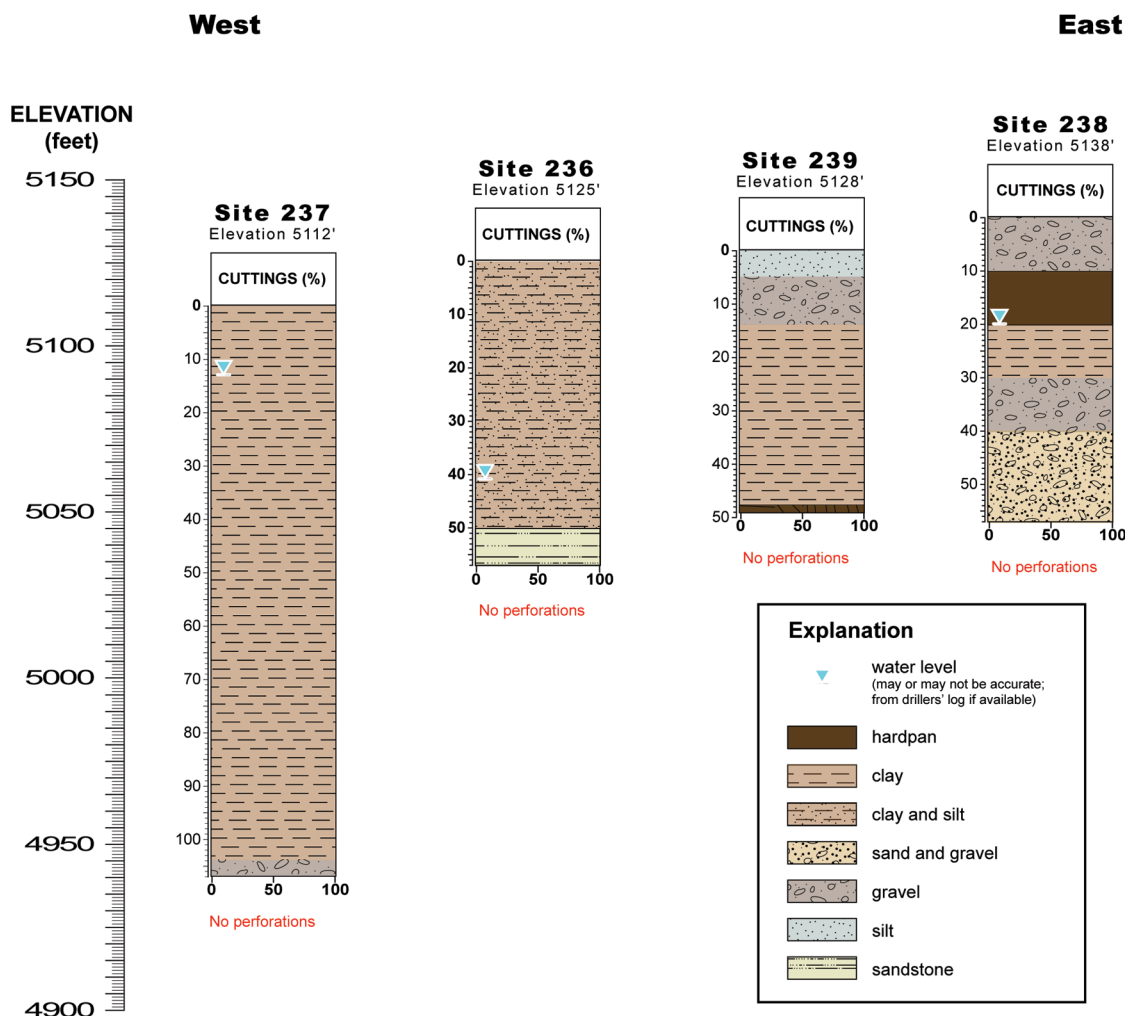 West
East
ELEVATION
(feet)
5150
5100
5050
5000
4950
4900
Site 237
Elevation 5112'
CUTTINGS (%)
0
10
20
30
40
50
60
70
80
90
100
0 50 100
No perforations
Site 236
Elevation 5125'
CUTTINGS (%)
0
10
20
30
40
50
0 50 100
No perforations
Site 239
Elevation 5128'
CUTTINGS (%)
0
10
20
30
40
50
0 50 100
No perforations
Site 238
Elevation 5138'
CUTTINGS (%)
0
10
20
30
40
50
0 50 100
No perforations
Explanation
water level
(may or may not be accurate;
from drillers' log if available)
hardpan
clay
clay and silt
sand and gravel
gravel
silt
sandstone